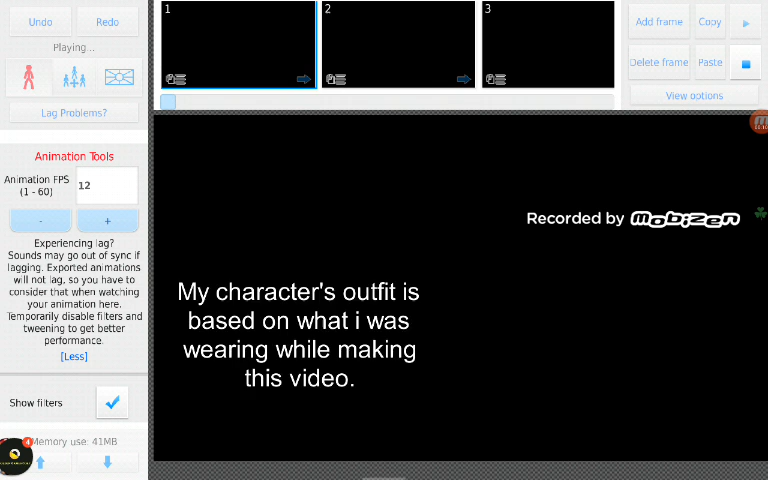 Undo Redo
Playing...
Lag Problems?
Animation Tools
Animation FPS
(1 - 60)
12
- +
Experiencing lag?
Sounds may go out of sync if
lagging. Exported animations
will not lag, so you have to
consider that when watching
your animation here.
Temporarily disable filters and
tweening to get better
performance.
[Less]
Show filters
Memory use: 41MB
4
1 2 3
Add frame Copy
Delete frame Paste
View options
Recorded by Mobizen
My character's outfit is
based on what i was
wearing while making
this video.